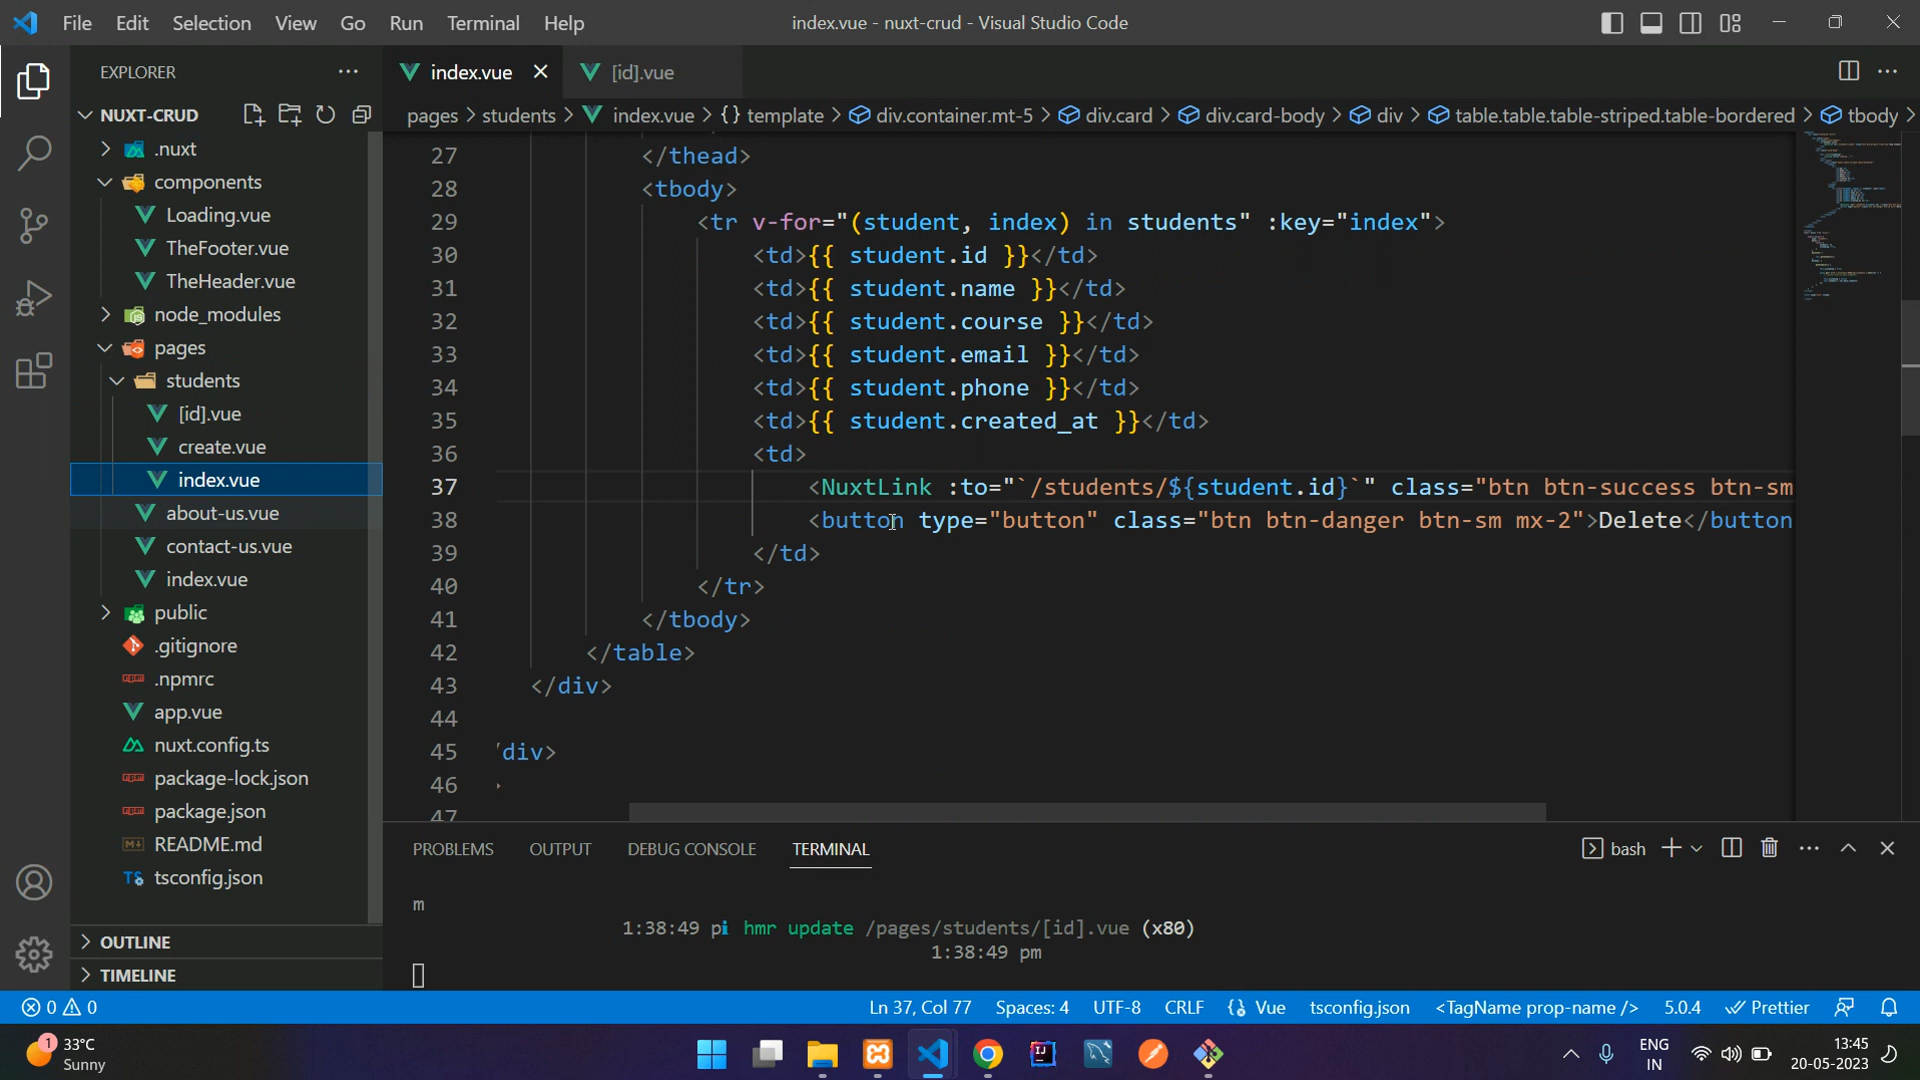 File Edit Selection View Go Run Terminal Help
index.vue - nuxt-crud - Visual Studio Code
EXPLORER
NUXT-CRUD
.nuxt
components
Loading.vue
TheFooter.vue
TheHeader.vue
node_modules
pages
students
[id].vue
create.vue
index.vue
about-us.vue
contact-us.vue
index.vue
public
.gitignore
.npmrc
app.vue
nuxt.config.ts
package-lock.json
package.json
README.md
tsconfig.json
OUTLINE
TIMELINE
index.vue [id].vue
pages > students > index.vue > {} template > div.container.mt-5 > div.card > div.card-body > div > table.table.table-striped.table-bordered > tbody >
27 </thead>
28 <tbody>
29 <tr v-for="(student, index) in students" :key="index">
30 <td>{{ student.id }}</td>
31 <td>{{ student.name }}</td>
32 <td>{{ student.course }}</td>
33 <td>{{ student.email }}</td>
34 <td>{{ student.phone }}</td>
35 <td>{{ student.created_at }}</td>
36 <td>
37 <NuxtLink :to="`/students/${student.id}`" class="btn btn-success btn-sm
38 <button type="button" class="btn btn-danger btn-sm mx-2">Delete</button
39 </td>
40 </tr>
41 </tbody>
42 </table>
43 </div>
44
45 div>
46
47
PROBLEMS OUTPUT DEBUG CONSOLE TERMINAL
bash
m
1:38:49 pi hmr update /pages/students/[id].vue (x80)
1:38:49 pm
0 0
Ln 37, Col 77 Spaces: 4 UTF-8 CRLF {} Vue tsconfig.json <TagName prop-name /> 5.0.4 Prettier
1
33°C
Sunny
ENG
IN
13:45
20-05-2023